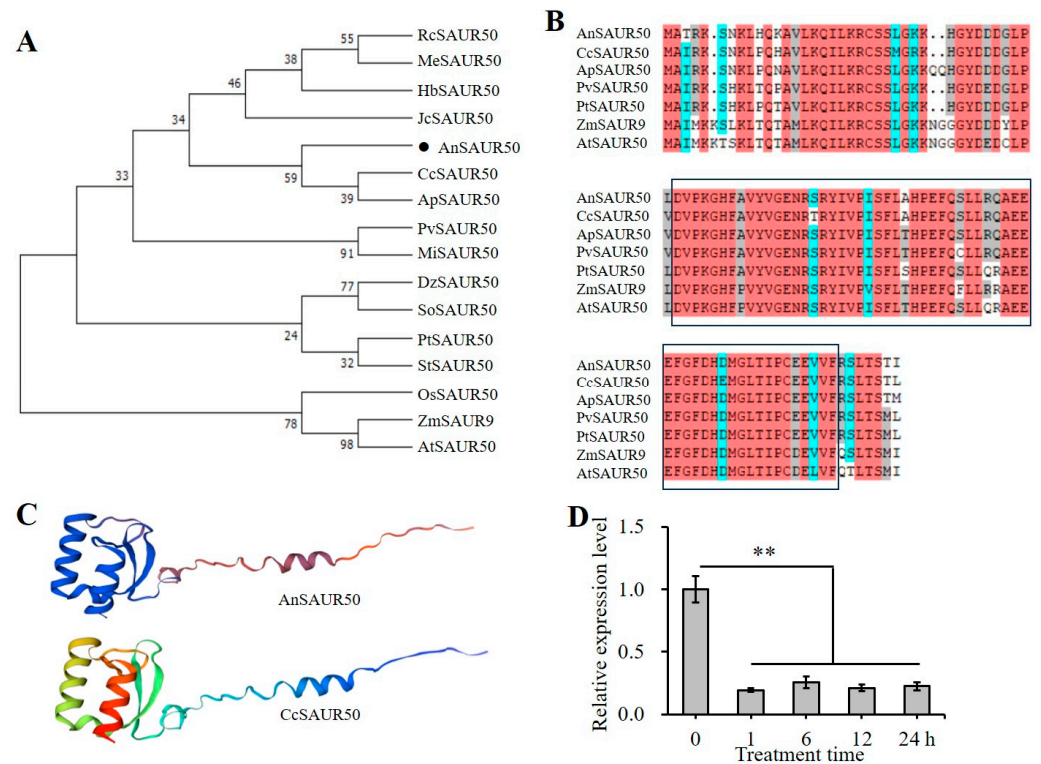 A
RcSAUR50
55
MeSAUR50
38
HbSAUR50
46
JcSAUR50
34
AnSAUR50
59
CcSAUR50
39
ApSAUR50
33
PvSAUR50
91
MiSAUR50
DzSAUR50
77
SoSAUR50
24
PtSAUR50
32
StSAUR50
OsSAUR50
78
ZmSAUR9
98
AtSAUR50
B
AnSAUR50 MATRK.SNKLHQKAVLKQILKRCSSLGKK..HGYDDDGLP
CcSAUR50 MAIRK.SNKLPQHAVLKQILKRCSSMGKK..HGYDDDGLP
ApSAUR50 MAIRK.SNKLPQNAVLKQILKRCSSLGKKQQHGYDDDGLP
PvSAUR50 MAIRK.SHKLTQPAVLKQILKRCSSLGKK..HGYDEDGLP
PtSAUR50 MAIRK.SHKLPQTAVLKQILKRCSSLGKK..HGYDDDGLP
ZmSAUR9 MAIMKKSLKLTQTAMLKQILKRCSSLGKKNGGGYDEDYLP
AtSAUR50 MAIMKKTSKLTQTAMLKQILKRCSSLGKKNGGGYDEDCLP
AnSAUR50 LDVPKGHFAVYVGENRSRYIVPISFLAHPEFQSLLRQAEE
CcSAUR50 VDVPKGHFAVYVGENRTRYIVPISFLAHPEFQSLLRQAEE
ApSAUR50 VDVPKGHFAVYVGENRSRYIVPISFLTHPEFQSLLRQAEE
PvSAUR50 VDVPKGHFAVYVGENRSRYIVPISFLTHPEFQCLLRQAEE
PtSAUR50 LDVPKGHFAVYVGENRSRYIVPISFLSHPEFQSLLQRAEE
ZmSAUR9 LDVPKGHFPVYVGENRSRYIVPVSFLTHPEFQFLLRRAEE
AtSAUR50 LDVPKGHFPVYVGENRSRYIVPISFLTHPEFQSLLQRAEE
AnSAUR50 EFGFDHDMGLTIPCEEVVFRSLTSTI
CcSAUR50 EFGFDHEMGLTIPCEEVVFRSLTSTL
ApSAUR50 EFGFDHDMGLTIPCEEVVFRSLTSTM
PvSAUR50 EFGFDHDMGLTIPCEEVVFRSLTSML
PtSAUR50 EFGFDHDMGLTIPCEEVVFRSLTSML
ZmSAUR9 EFGFDHDMGLTIPCDEVVFQSLTSMI
AtSAUR50 EFGFDHDMGLTIPCDELVFQTLTSMI
C
AnSAUR50
CcSAUR50
D
Relative expression level
1.5
1.0
0.5
0.0
**
0 1 6 12 24 h
Treatment time